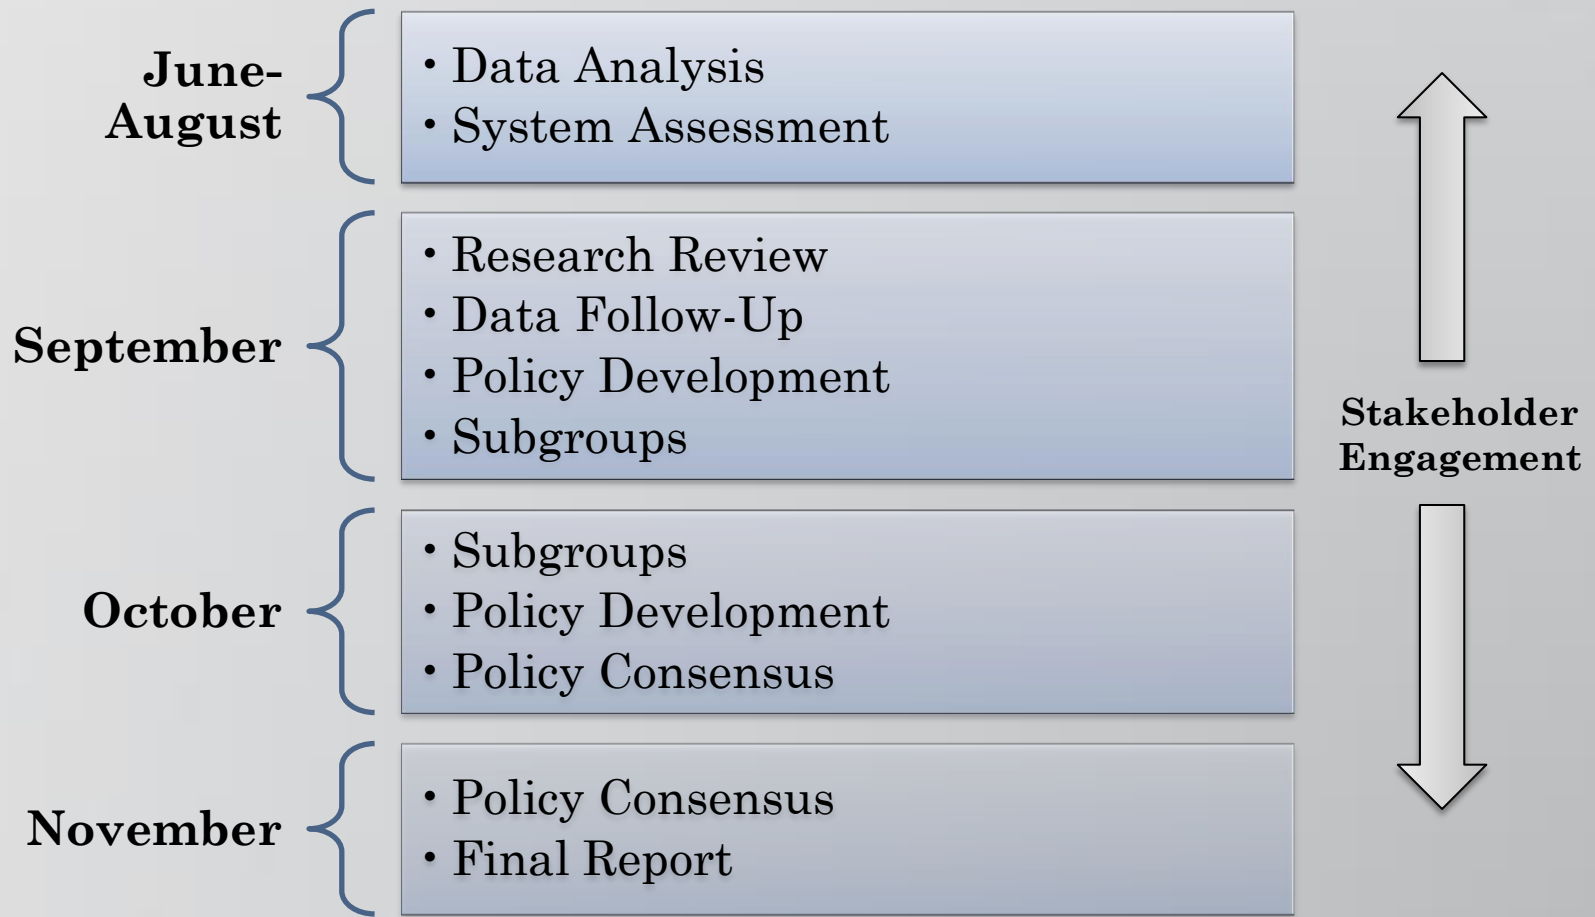 June-
August
• Data Analysis
• System Assessment
September
• Research Review
• Data Follow-Up
• Policy Development
• Subgroups
October
• Subgroups
• Policy Development
• Policy Consensus
November
• Policy Consensus
• Final Report
Stakeholder
Engagement